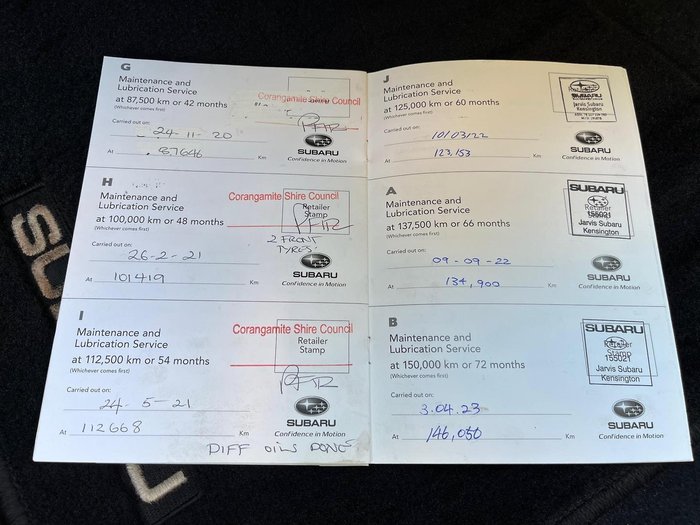 G
Maintenance and
Lubrication Service
at 87,500 km or 42 months
(Whichever comes first)
Corangamite Shire Council
Carried out on:
24-11-20
At 87646 Km
SUBARU
Confidence in Motion
H
Maintenance and
Lubrication Service
at 100,000 km or 48 months
(Whichever comes first)
Corangamite Shire Council
Retailer
Stamp
2 FRONT
TYRES.
Carried out on:
26-2-21
At 101419 Km
SUBARU
Confidence in Motion
I
Maintenance and
Lubrication Service
at 112,500 km or 54 months
(Whichever comes first)
Corangamite Shire Council
Retailer
Stamp
Carried out on:
24-5-21
At 112668 Km
SUBARU
Confidence in Motion
DIFF OILS DONE
J
Maintenance and
Lubrication Service
at 125,000 km or 60 months
(Whichever comes first)
SUBARU
Jarvis Subaru
Kensington
Carried out on:
10/03/22
At 123,153 Km
SUBARU
Confidence in Motion
A
Maintenance and
Lubrication Service
at 137,500 km or 66 months
(Whichever comes first)
SUBARU
Retailer
155021
Jarvis Subaru
Kensington
Carried out on:
09-09-22
At 134,900 Km
SUBARU
Confidence in Motion
B
Maintenance and
Lubrication Service
at 150,000 km or 72 months
(Whichever comes first)
SUBARU
Retailer
Stamp
155021
Jarvis Subaru
Kensington
Carried out on:
3.04.23
At 146,050 Km
SUBARU
Confidence in Motion